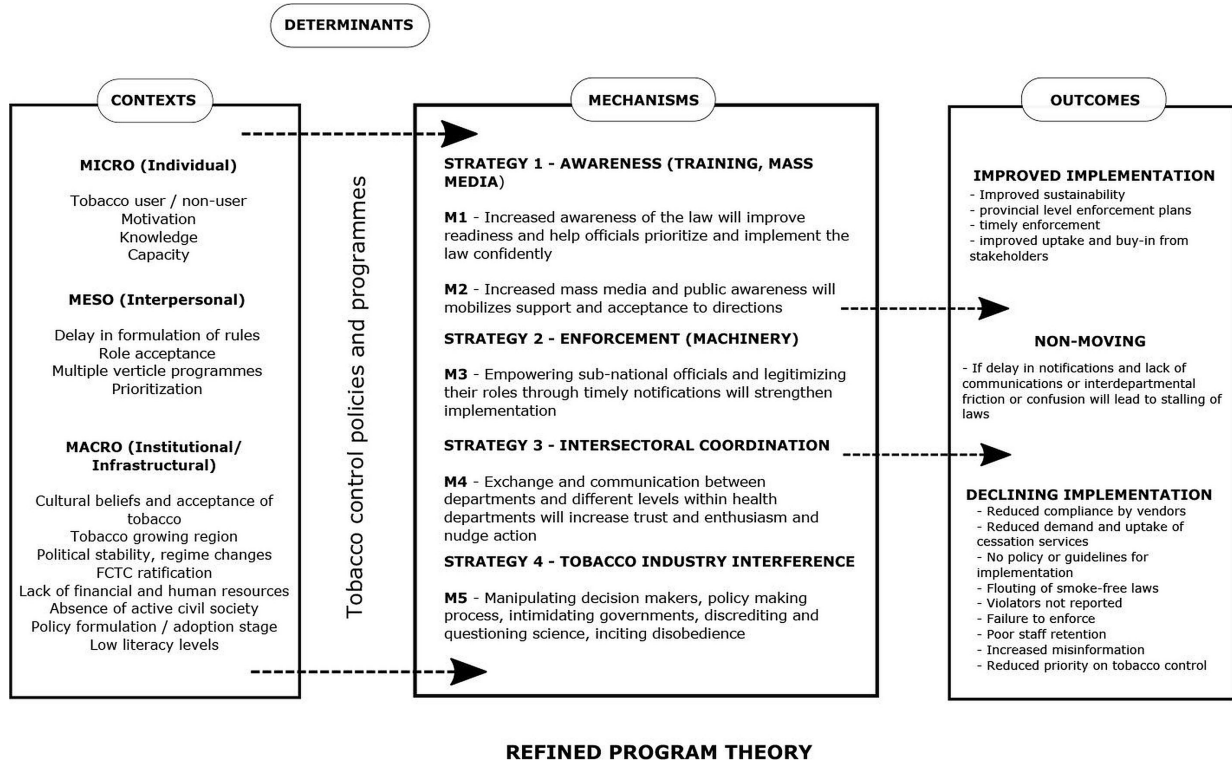 DETERMINANTS
CONTEXTS
MICRO (Individual)
Tobacco user / non-user
Motivation
Knowledge
Capacity
MESO (Interpersonal)
Delay in formulation of rules
Role acceptance
Multiple verticle programmes
Prioritization
MACRO (Institutional/
Infrastructural)
Cultural beliefs and acceptance of
tobacco
Tobacco growing region
Political stability, regime changes
FCTC ratification
Lack of financial and human resources
Absence of active civil society
Policy formulation / adoption stage
Low literacy levels
Tobacco control policies and programmes
MECHANISMS
STRATEGY 1 - AWARENESS (TRAINING, MASS
MEDIA)
M1 - Increased awareness of the law will improve
readiness and help officials prioritize and implement the
law confidently
M2 - Increased mass media and public awareness will
mobilizes support and acceptance to directions
STRATEGY 2 - ENFORCEMENT (MACHINERY)
M3 - Empowering sub-national officials and legitimizing
their roles through timely notifications will strengthen
implementation
STRATEGY 3 - INTERSECTORAL COORDINATION
M4 - Exchange and communication between
departments and different levels within health
departments will increase trust and enthusiasm and
nudge action
STRATEGY 4 - TOBACCO INDUSTRY INTERFERENCE
M5 - Manipulating decision makers, policy making
process, intimidating governments, discrediting and
questioning science, inciting disobedience
OUTCOMES
IMPROVED IMPLEMENTATION
- Improved sustainability
- provincial level enforcement plans
- timely enforcement
- improved uptake and buy-in from
stakeholders
NON-MOVING
- If delay in notifications and lack of
communications or interdepartmental
friction or confusion will lead to stalling of
laws
DECLINING IMPLEMENTATION
- Reduced compliance by vendors
- Reduced demand and uptake of
cessation services
- No policy or guidelines for
implementation
- Flouting of smoke-free laws
- Violators not reported
- Failure to enforce
- Poor staff retention
- Increased misinformation
- Reduced priority on tobacco control
REFINED PROGRAM THEORY